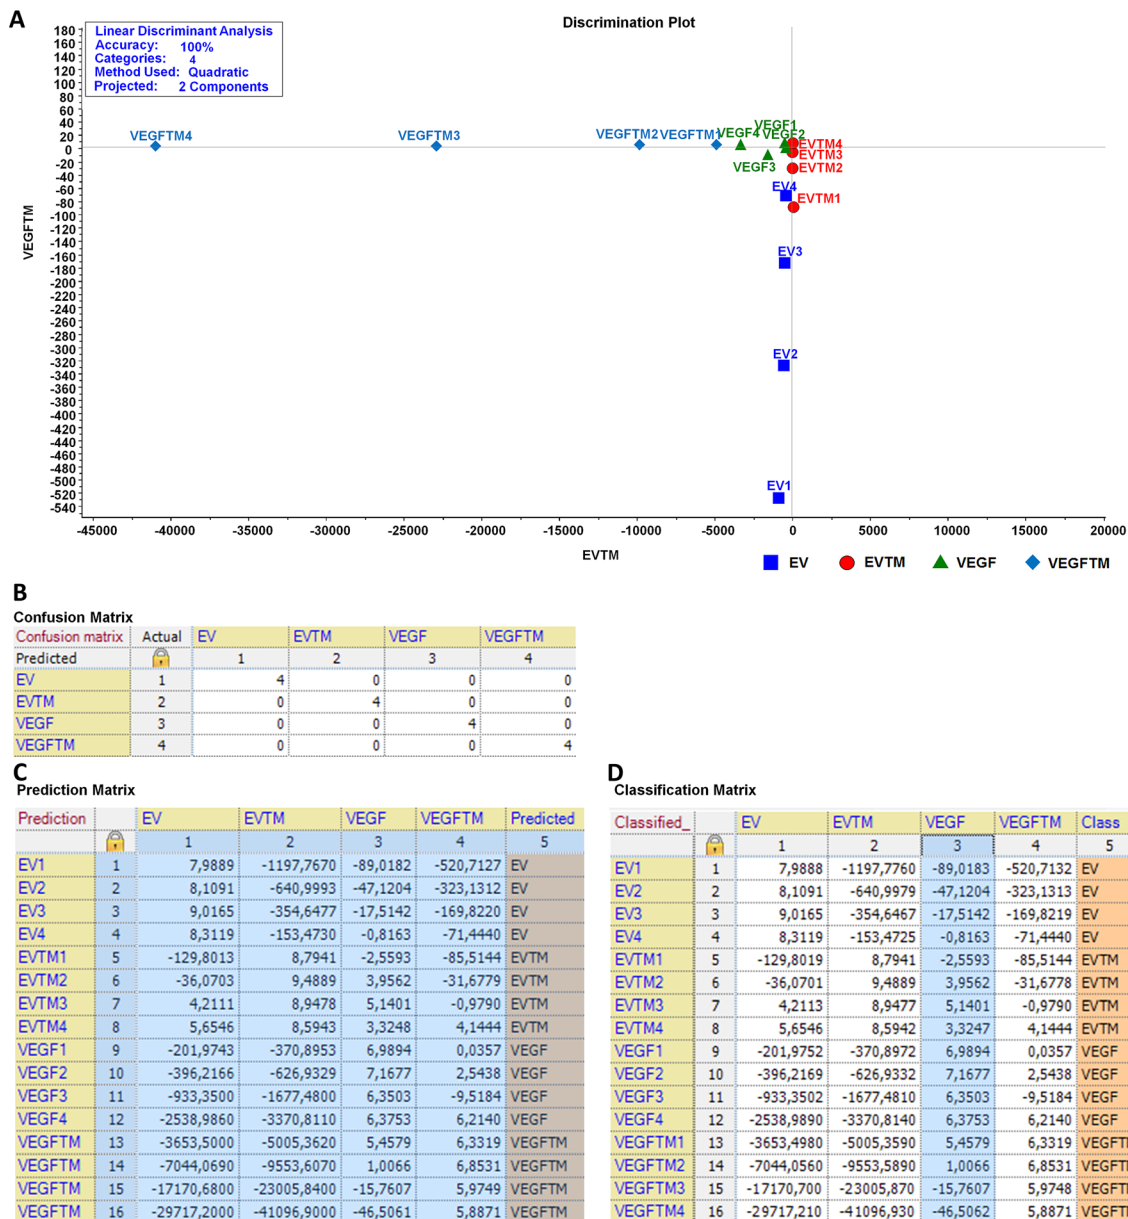 A
Discrimination Plot
Linear Discriminant Analysis
Accuracy: 100%
Categories: 4
Method Used: Quadratic
Projected: 2 Components
180
160
140
120
100
80
60
40
20
0
-20
-40
-60
-80
-100
-120
-140
-160
-180
-200
-220
-240
-260
-280
-300
-320
-340
-360
-380
-400
-420
-440
-460
-480
-500
-520
-540
VEGFTM
VEGFTM4
VEGFTM3
VEGFTM2
VEGFTM1
VEGF4
VEGF1
VEGF2
VEGF3
EVTM4
EVTM3
EVTM2
EV4
EVTM1
EV3
EV2
EV1
-45000 -40000 -35000 -30000 -25000 -20000 -15000 -10000 -5000 0 5000 10000 15000 20000
EVTM
EV EVTM VEGF VEGFTM
B
Confusion Matrix
Confusion matrix Actual EV EVTM VEGF VEGFTM
Predicted 1 2 3 4
EV 1 4 0 0 0
EVTM 2 0 4 0 0
VEGF 3 0 0 4 0
VEGFTM 4 0 0 0 4
C
Prediction Matrix
Prediction EV EVTM VEGF VEGFTM Predicted
1 2 3 4 5
EV1 1 7,9889 -1197,7670 -89,0182 -520,7127 EV
EV2 2 8,1091 -640,9993 -47,1204 -323,1312 EV
EV3 3 9,0165 -354,6477 -17,5142 -169,8220 EV
EV4 4 8,3119 -153,4730 -0,8163 -71,4440 EV
EVTM1 5 -129,8013 8,7941 -2,5593 -85,5144 EVTM
EVTM2 6 -36,0703 9,4889 3,9562 -31,6779 EVTM
EVTM3 7 4,2111 8,9478 5,1401 -0,9790 EVTM
EVTM4 8 5,6546 8,5943 3,3248 4,1444 EVTM
VEGF1 9 -201,9743 -370,8953 6,9894 0,0357 VEGF
VEGF2 10 -396,2166 -626,9329 7,1677 2,5438 VEGF
VEGF3 11 -933,3500 -1677,4800 6,3503 -9,5184 VEGF
VEGF4 12 -2538,9860 -3370,8110 6,3753 6,2140 VEGF
VEGFTM 13 -3653,5000 -5005,3620 5,4579 6,3319 VEGFTM
VEGFTM 14 -7044,0690 -9553,6070 1,0066 6,8531 VEGFTM
VEGFTM 15 -17170,6800 -23005,8400 -15,7607 5,9749 VEGFTM
VEGFTM 16 -29717,2000 -41096,9000 -46,5061 5,8871 VEGFTM
D
Classification Matrix
Classified_ EV EVTM VEGF VEGFTM Class
1 2 3 4 5
EV1 1 7,9888 -1197,7760 -89,0183 -520,7132 EV
EV2 2 8,1091 -640,9979 -47,1204 -323,1313 EV
EV3 3 9,0165 -354,6467 -17,5142 -169,8219 EV
EV4 4 8,3119 -153,4725 -0,8163 -71,4440 EV
EVTM1 5 -129,8019 8,7941 -2,5593 -85,5144 EVTM
EVTM2 6 -36,0701 9,4889 3,9562 -31,6778 EVTM
EVTM3 7 4,2113 8,9477 5,1401 -0,9790 EVTM
EVTM4 8 5,6546 8,5942 3,3247 4,1444 EVTM
VEGF1 9 -201,9752 -370,8972 6,9894 0,0357 VEGF
VEGF2 10 -396,2169 -626,9332 7,1677 2,5438 VEGF
VEGF3 11 -933,3502 -1677,4810 6,3503 -9,5184 VEGF
VEGF4 12 -2538,9890 -3370,8140 6,3753 6,2140 VEGF
VEGFTM1 13 -3653,4980 -5005,3590 5,4579 6,3319 VEGFT
VEGFTM2 14 -7044,0560 -9553,5890 1,0066 6,8531 VEGFT
VEGFTM3 15 -17170,700 -23005,870 -15,7607 5,9748 VEGFT
VEGFTM4 16 -29717,210 -41096,930 -46,5062 5,8871 VEGFT